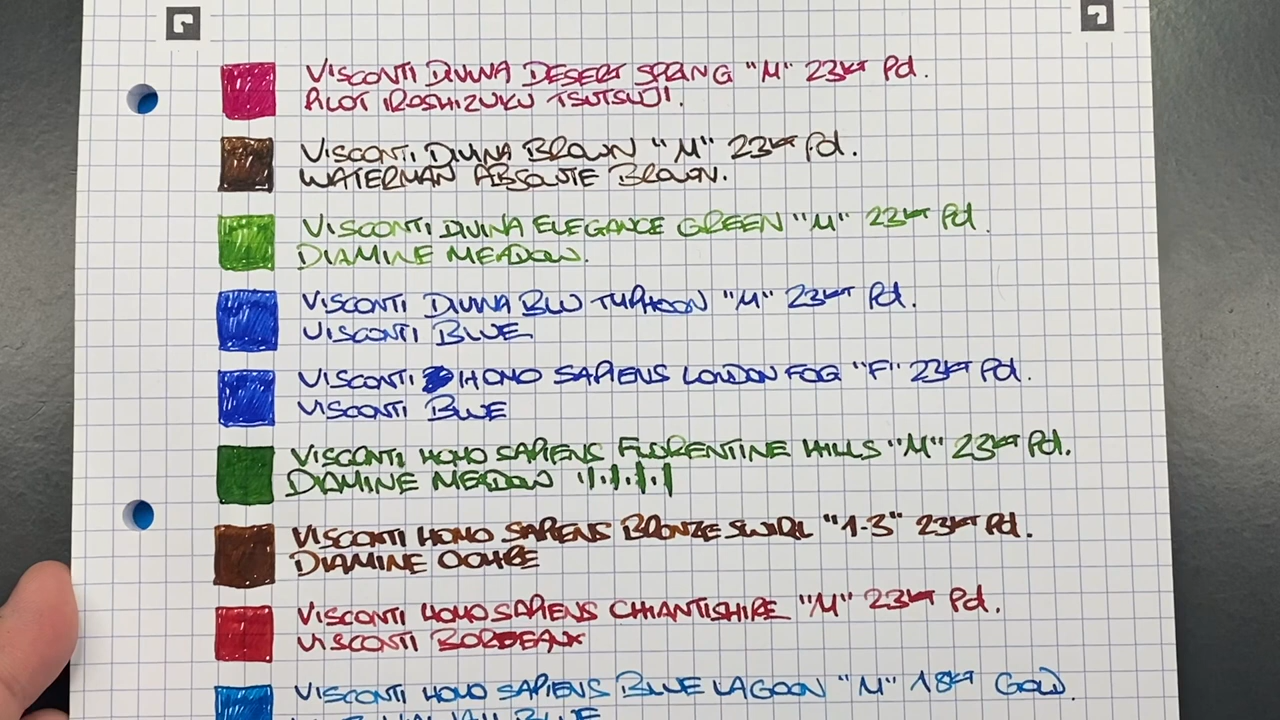 VISCONTI DIVINA DESERT SPRING "M" 23KT Pd.
PILOT IROSHIZUKU TSUTSUJI.
VISCONTI DIVINA BROWN "M" 23KT Pd.
WATERMAN ABSOLUTE BROWN.
VISCONTI DIVINA ELEGANCE GREEN "M" 23KT Pd.
DIAMINE MEADOW.
VISCONTI DIVINA BLU TYPHOON "M" 23KT Pd.
VISCONTI BLUE
VISCONTI HOMO SAPIENS LONDON FOG "F" 23KT Pd.
VISCONTI BLUE
VISCONTI HOMO SAPIENS FLORENTINE HILLS "M" 23KT Pd.
DIAMINE MEADOW
VISCONTI HOMO SAPIENS BRONZE SWIRL "1.3" 23KT Pd.
DIAMINE OCHRE
VISCONTI HOMO SAPIENS CHIANTISHIRE "M" 23KT Pd.
VISCONTI BORDEAUX
VISCONTI HOMO SAPIENS BLUE LAGOON "M" 18KT GOLD.
BLUE